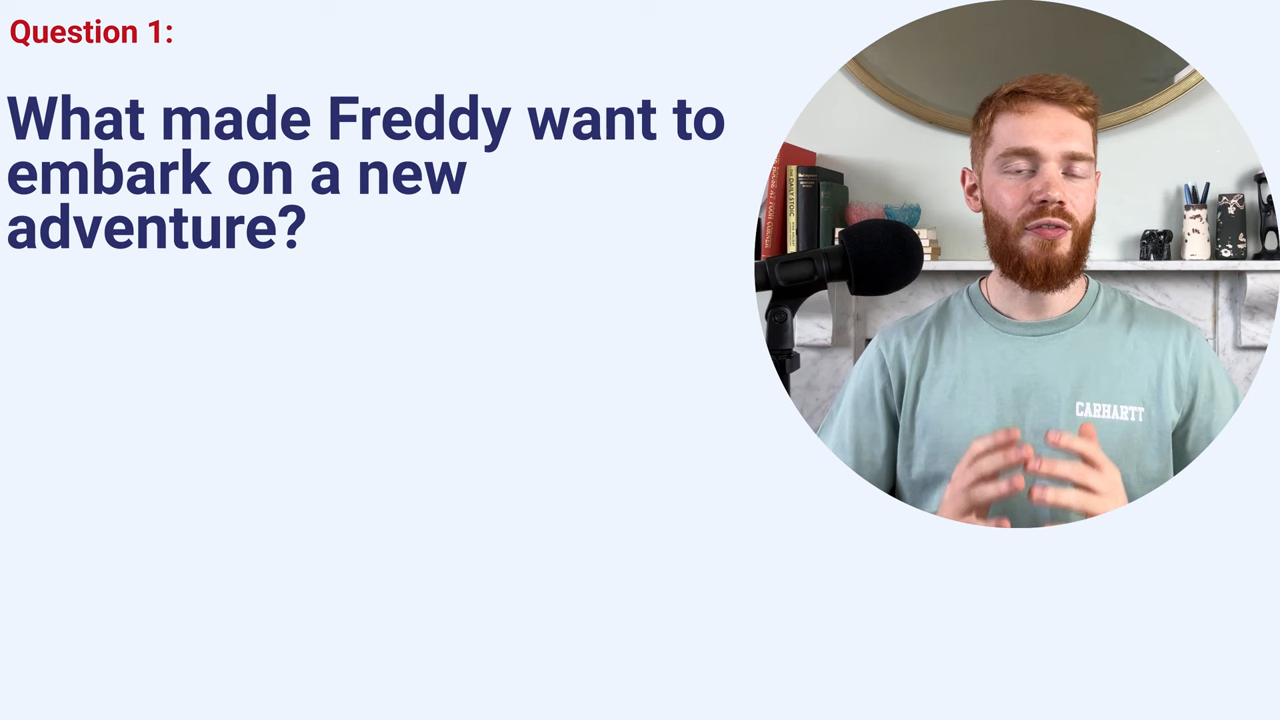 Question 1:
What made Freddy want to
embark on a new
adventure?
CARHARTT